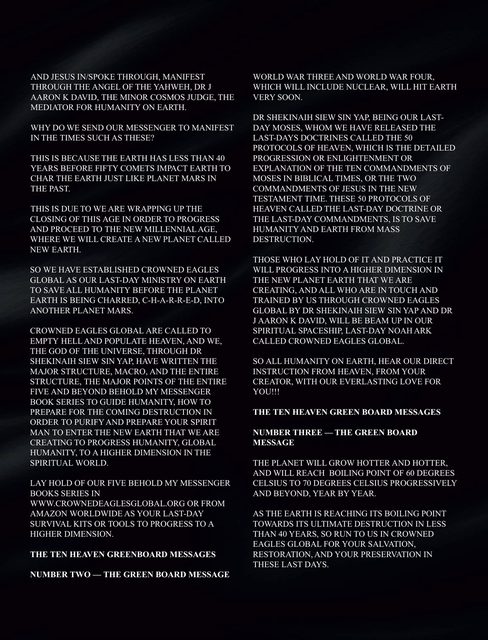 AND JESUS IN/SPOKE THROUGH, MANIFEST
THROUGH THE ANGEL OF THE YAHWEH, DR J
AARON K DAVID, THE MINOR COSMOS JUDGE, THE
MEDIATOR FOR HUMANITY ON EARTH.
WHY DO WE SEND OUR MESSENGER TO MANIFEST
IN THE TIMES SUCH AS THESE?
THIS IS BECAUSE THE EARTH HAS LESS THAN 40
YEARS BEFORE FIFTY COMETS IMPACT EARTH TO
CHAR THE EARTH JUST LIKE PLANET MARS IN
THE PAST.
THIS IS DUE TO WE ARE WRAPPING UP THE
CLOSING OF THIS AGE IN ORDER TO PROGRESS
AND PROCEED TO THE NEW MILLENNIAL AGE,
WHERE WE WILL CREATE A NEW PLANET CALLED
NEW EARTH.
SO WE HAVE ESTABLISHED CROWNED EAGLES
GLOBAL AS OUR LAST-DAY MINISTRY ON EARTH
TO SAVE ALL HUMANITY BEFORE THE PLANET
EARTH IS BEING CHARRED, C-H-A-R-R-E-D, INTO
ANOTHER PLANET MARS.
CROWNED EAGLES GLOBAL ARE CALLED TO
EMPTY HELL AND POPULATE HEAVEN, AND WE,
THE GOD OF THE UNIVERSE, THROUGH DR
SHEKINAH SIEW SIN YAP, HAVE WRITTEN THE
MAJOR STRUCTURE, MACRO, AND THE ENTIRE
STRUCTURE, THE MAJOR POINTS OF THE ENTIRE
FIVE AND BEYOND BEHOLD MY MESSENGER
BOOK SERIES TO GUIDE HUMANITY, HOW TO
PREPARE FOR THE COMING DESTRUCTION IN
ORDER TO PURIFY AND PREPARE YOUR SPIRIT
MAN TO ENTER THE NEW EARTH THAT WE ARE
CREATING TO PROGRESS HUMANITY, GLOBAL
HUMANITY, TO A HIGHER DIMENSION IN THE
SPIRITUAL WORLD.
LAY HOLD OF OUR FIVE BEHOLD MY MESSENGER
BOOKS SERIES IN
WWW.CROWNEDEAGLESGLOBAL.ORG OR FROM
AMAZON WORLDWIDE AS YOUR LAST-DAY
SURVIVAL KITS OR TOOLS TO PROGRESS TO A
HIGHER DIMENSION.
THE TEN HEAVEN GREENBOARD MESSAGES
NUMBER TWO — THE GREEN BOARD MESSAGE
WORLD WAR THREE AND WORLD WAR FOUR,
WHICH WILL INCLUDE NUCLEAR, WILL HIT EARTH
VERY SOON.
DR SHEKINAH SIEW SIN YAP, BEING OUR LAST-
DAY MOSES, WHOM WE HAVE RELEASED THE
LAST-DAYS DOCTRINES CALLED THE 50
PROTOCOLS OF HEAVEN, WHICH IS THE DETAILED
PROGRESSION OR ENLIGHTENMENT OR
EXPLANATION OF THE TEN COMMANDMENTS OF
MOSES IN BIBLICAL TIMES, OR THE TWO
COMMANDMENTS OF JESUS IN THE NEW
TESTAMENT TIME. THESE 50 PROTOCOLS OF
HEAVEN CALLED THE LAST-DAY DOCTRINE OR
THE LAST-DAY COMMANDMENTS, IS TO SAVE
HUMANITY AND EARTH FROM MASS
DESTRUCTION.
THOSE WHO LAY HOLD OF IT AND PRACTICE IT
WILL PROGRESS INTO A HIGHER DIMENSION IN
THE NEW PLANET EARTH THAT WE ARE
CREATING, AND ALL WHO ARE IN TOUCH AND
TRAINED BY US THROUGH CROWNED EAGLES
GLOBAL BY DR SHEKINAH SIEW SIN YAP AND DR
J AARON K DAVID, WILL BE BEAM UP IN OUR
SPIRITUAL SPACESHIP, LAST-DAY NOAH ARK
CALLED CROWNED EAGLES GLOBAL.
SO ALL HUMANITY ON EARTH, HEAR OUR DIRECT
INSTRUCTION FROM HEAVEN, FROM YOUR
CREATOR, WITH OUR EVERLASTING LOVE FOR
YOU!!!
THE TEN HEAVEN GREEN BOARD MESSAGES
NUMBER THREE — THE GREEN BOARD
MESSAGE
THE PLANET WILL GROW HOTTER AND HOTTER,
AND WILL REACH BOILING POINT OF 60 DEGREES
CELSIUS TO 70 DEGREES CELSIUS PROGRESSIVELY
AND BEYOND, YEAR BY YEAR.
AS THE EARTH IS REACHING ITS BOILING POINT
TOWARDS ITS ULTIMATE DESTRUCTION IN LESS
THAN 40 YEARS, SO RUN TO US IN CROWNED
EAGLES GLOBAL FOR YOUR SALVATION,
RESTORATION, AND YOUR PRESERVATION IN
THESE LAST DAYS.